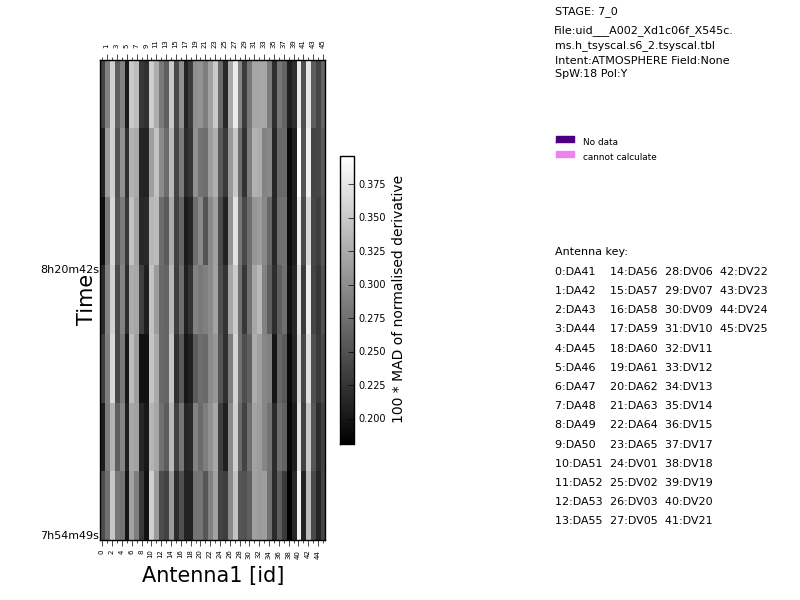 STAGE: 7_0
File:uid___A002_Xd1c06f_X545c.
ms.h_tsyscal.s6_2.tsyscal.tbl
Intent:ATMOSPHERE Field:None
SpW:18 Pol:Y
1 3 5 7 9 11 13 15 17 19 21 23 25 27 29 31 33 35 37 39 41 43 45
No data
cannot calculate
0.375
0.350
0.325
0.300
0.275
0.250
0.225
0.200
100 * MAD of normalised derivative
8h20m42s
Time
7h54m49s
0 2 4 6 8 10 12 14 16 18 20 22 24 26 28 30 32 34 36 38 40 42 44
Antenna1 [id]
Antenna key:
0:DA41 14:DA56 28:DV06 42:DV22
1:DA42 15:DA57 29:DV07 43:DV23
2:DA43 16:DA58 30:DV09 44:DV24
3:DA44 17:DA59 31:DV10 45:DV25
4:DA45 18:DA60 32:DV11
5:DA46 19:DA61 33:DV12
6:DA47 20:DA62 34:DV13
7:DA48 21:DA63 35:DV14
8:DA49 22:DA64 36:DV15
9:DA50 23:DA65 37:DV17
10:DA51 24:DV01 38:DV18
11:DA52 25:DV02 39:DV19
12:DA53 26:DV03 40:DV20
13:DA55 27:DV05 41:DV21